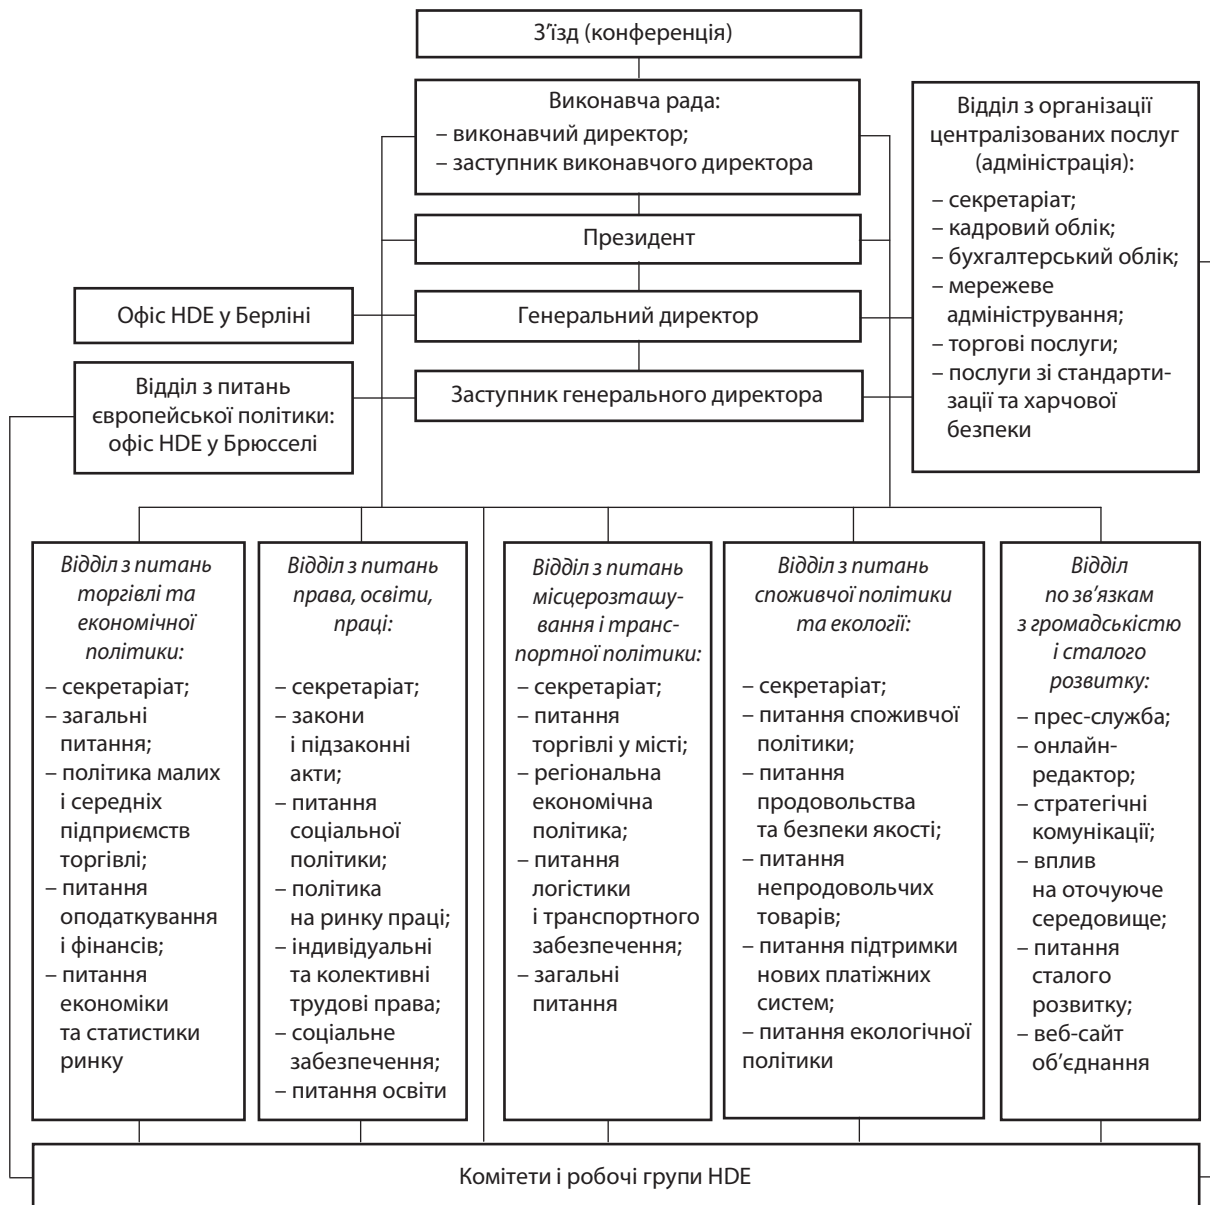 З’їзд (конференція)
Виконавча рада:
– виконавчий директор;
– заступник виконавчого директора
Президент
Генеральний директор
Заступник генерального директора
Офіс HDE у Берліні
Відділ з питань
європейської політики:
офіс HDE у Брюсселі
Відділ з організації
централізованих послуг
(адміністрація):
– секретаріат;
– кадровий облік;
– бухгалтерський облік;
– мережеве
адміністрування;
– торгові послуги;
– послуги зі стандарти-
зації та харчової
безпеки
Відділ з питань
торгівлі та
економічної
політики:
– секретаріат;
– загальні
питання;
– політика малих
і середніх
підприємств
торгівлі;
– питання
оподаткування
і фінансів;
– питання
економіки
та статистики
ринку
Відділ з питань
права, освіти,
праці:
– секретаріат;
– закони
і підзаконні
акти;
– питання
соціальної
політики;
– політика
на ринку праці;
– індивідуальні
та колективні
трудові права;
– соціальне
забезпечення;
– питання освіти
Відділ з питань
місцерозташу-
вання і транс-
портної політики:
– секретаріат;
– питання
торгівлі у місті;
– регіональна
економічна
політика;
– питання
логістики
і транспортного
забезпечення;
– загальні
питання
Відділ з питань
споживчої політики
та екології:
– секретаріат;
– питання споживчої
політики;
– питання
продовольства
та безпеки якості;
– питання
непродовольчих
товарів;
– питання підтримки
нових платіжних
систем;
– питання екологічної
політики
Відділ
по зв’язкам
з громадськістю
і сталого
розвитку:
– прес-служба;
– онлайн-
редактор;
– стратегічні
комунікації;
– вплив
на оточуюче
середовище;
– питання
сталого
розвитку;
– веб-сайт
об’єднання
Комітети і робочі групи HDE